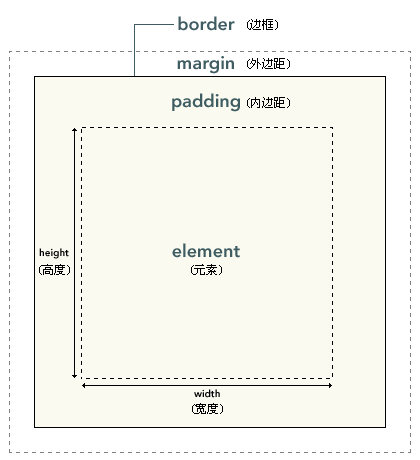 border (边框)
margin (外边距)
padding (内边距)
element
(元素)
height
(高度)
width
(宽度)